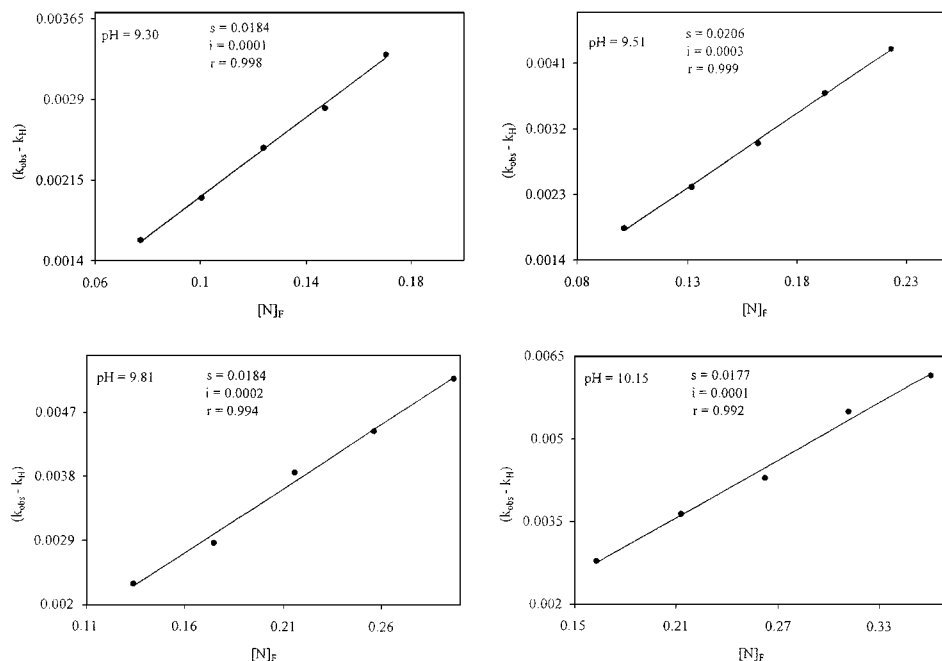 pH = 9.30
s = 0.0184
i = 0.0001
r = 0.998
0.00365
0.0029
0.00215
0.0014
(kobs - kH)
0.06 0.1 0.14 0.18
[N]F
pH = 9.51
s = 0.0206
i = 0.0003
r = 0.999
0.0041
0.0032
0.0023
0.0014
(kobs - kH)
0.08 0.13 0.18 0.23
[N]F
pH = 9.81
s = 0.0184
i = 0.0002
r = 0.994
0.0047
0.0038
0.0029
0.002
(kobs - kH)
0.11 0.16 0.21 0.26
[N]F
pH = 10.15
s = 0.0177
i = 0.0001
r = 0.992
0.0065
0.005
0.0035
0.002
(kobs - kH)
0.15 0.21 0.27 0.33
[N]F